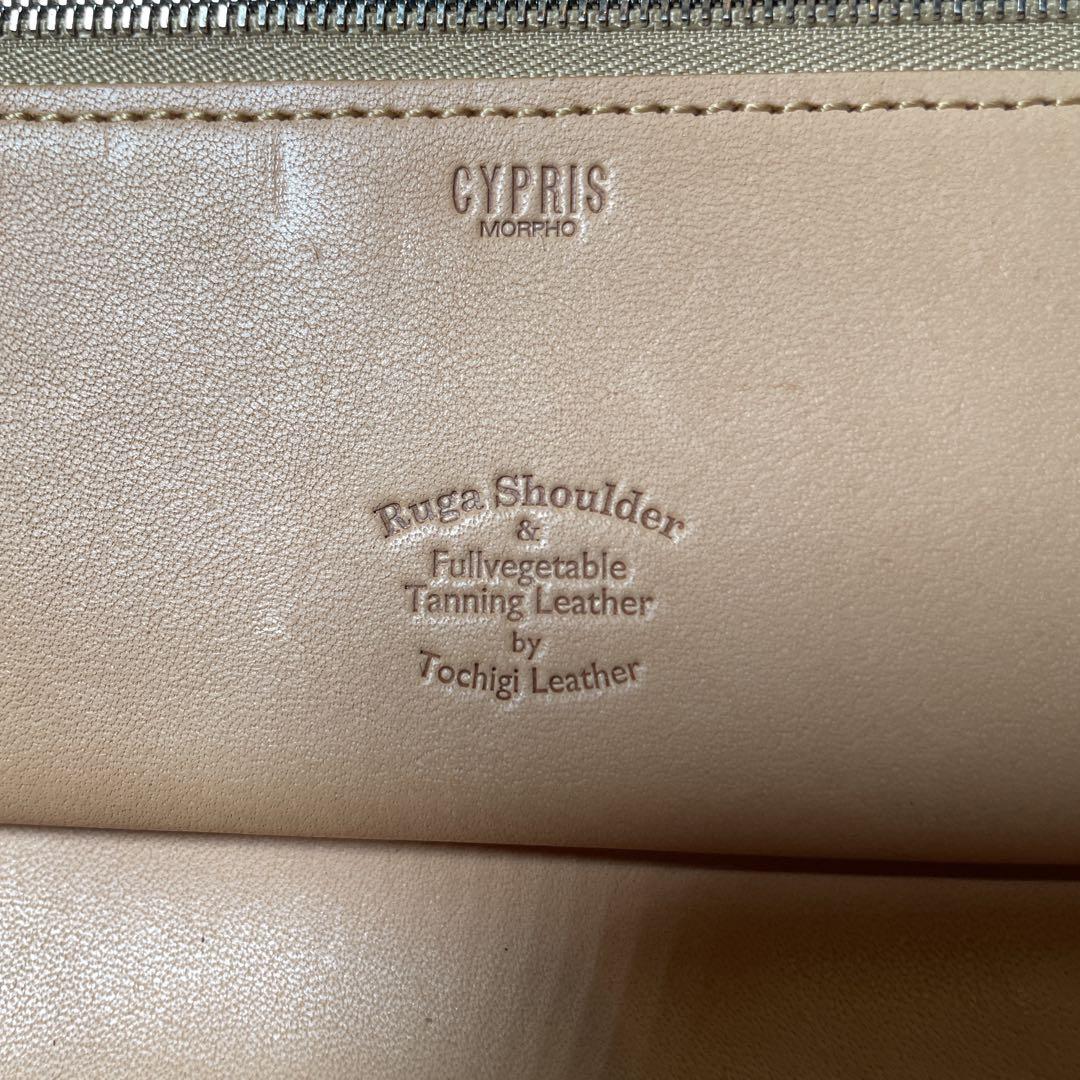 CYPRIS
MORPHO
Ruga Shoulder
&
Fullvegetable
Tanning Leather
by
Tochigi Leather